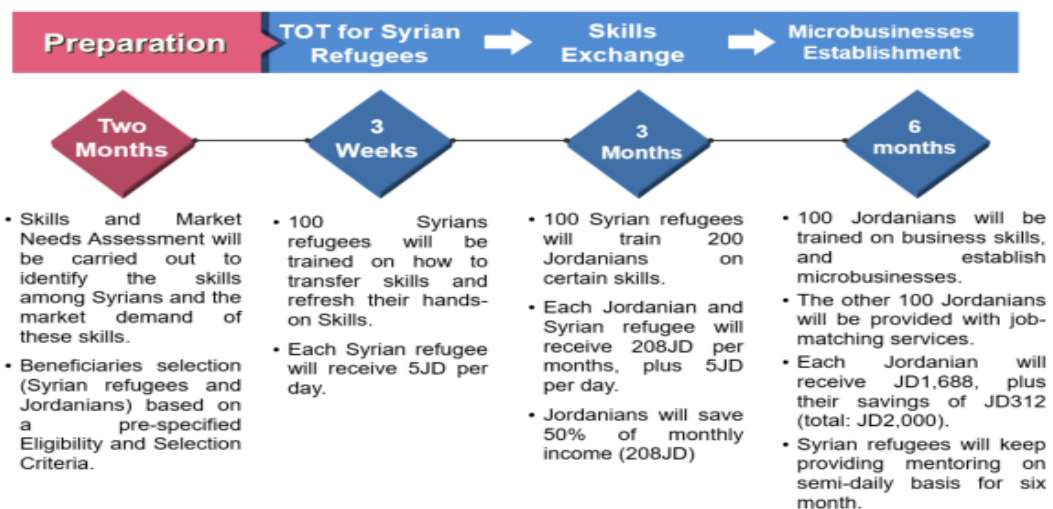 Preparation
TOT for Syrian
Refugees
Skills
Exchange
Microbusinesses
Establishment
Two
Months
3
Weeks
3
Months
6
months
• Skills and Market
Needs Assessment will
be carried out to
identify the skills
among Syrians and the
market demand of
these skills.
• Beneficiaries selection
(Syrian refugees and
Jordanians) based on
a pre-specified
Eligibility and Selection
Criteria.
• 100 Syrians
refugees will be
trained on how to
transfer skills and
refresh their hands-
on Skills.
• Each Syrian refugee
will receive 5JD per
day.
• 100 Syrian refugees
will train 200
Jordanians on
certain skills.
• Each Jordanian and
Syrian refugee will
receive 208JD per
months, plus 5JD
per day.
• Jordanians will save
50% of monthly
income (208JD)
• 100 Jordanians will be
trained on business skills,
and establish
microbusinesses.
• The other 100 Jordanians
will be provided with job-
matching services.
• Each Jordanian will
receive JD1,688, plus
their savings of JD312
(total: JD2,000).
• Syrian refugees will keep
providing mentoring on
semi-daily basis for six
month.